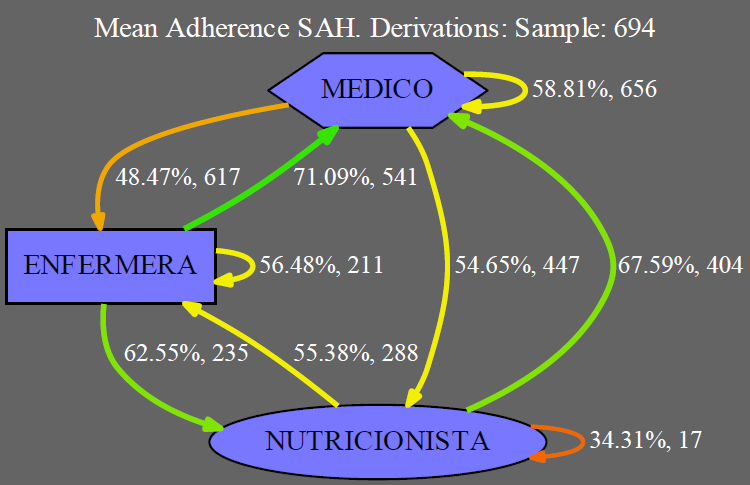 Mean Adherence SAH. Derivations: Sample: 694
MEDICO
58.81%, 656
48.47%, 617
71.09%, 541
ENFERMERA
56.48%, 211
54.65%, 447
67.59%, 404
62.55%, 235
55.38%, 288
NUTRICIONISTA
34.31%, 17